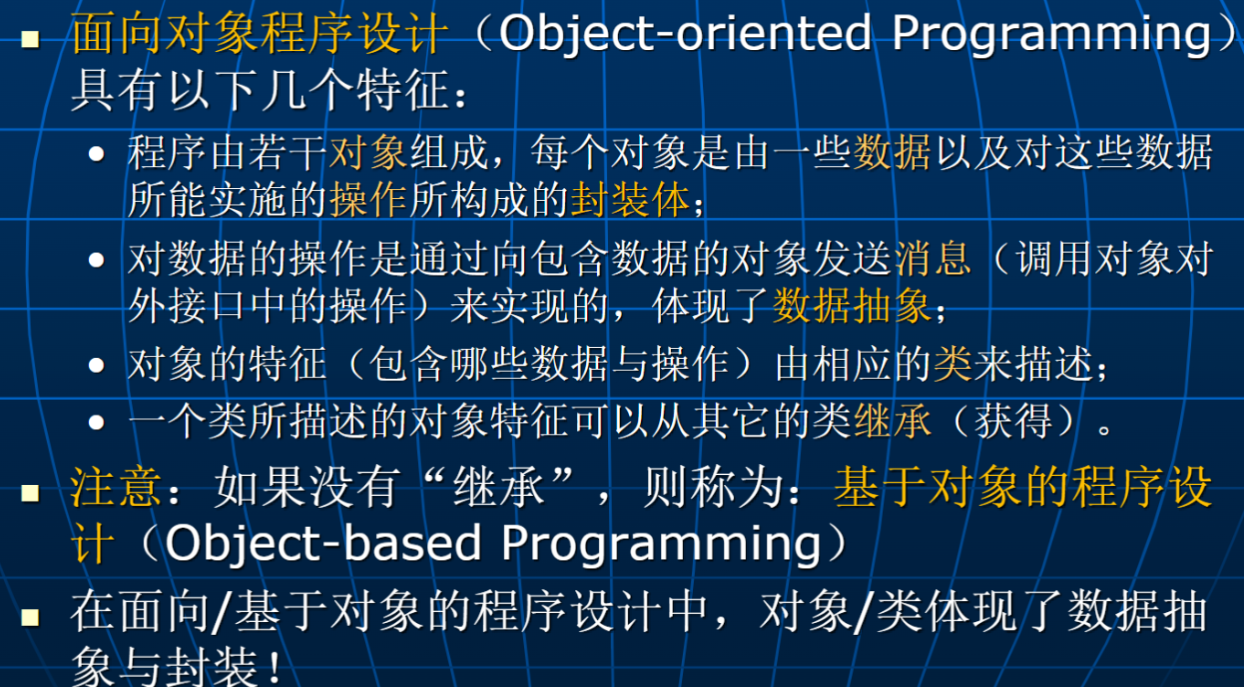 面向对象程序设计（Object-oriented Programming）
具有以下几个特征：
程序由若干对象组成，每个对象是由一些数据以及对这些数据
所能实施的操作所构成的封装体；
对数据的操作是通过向包含数据的对象发送消息（调用对象对
外接口中的操作）来实现的，体现了数据抽象；
对象的特征（包含哪些数据与操作）由相应的类来描述；
一个类所描述的对象特征可以从其它的类继承（获得）。
注意：如果没有“继承”，则称为：基于对象的程序设
计（Object-based Programming）
在面向/基于对象的程序设计中，对象/类体现了数据抽
象与封装！